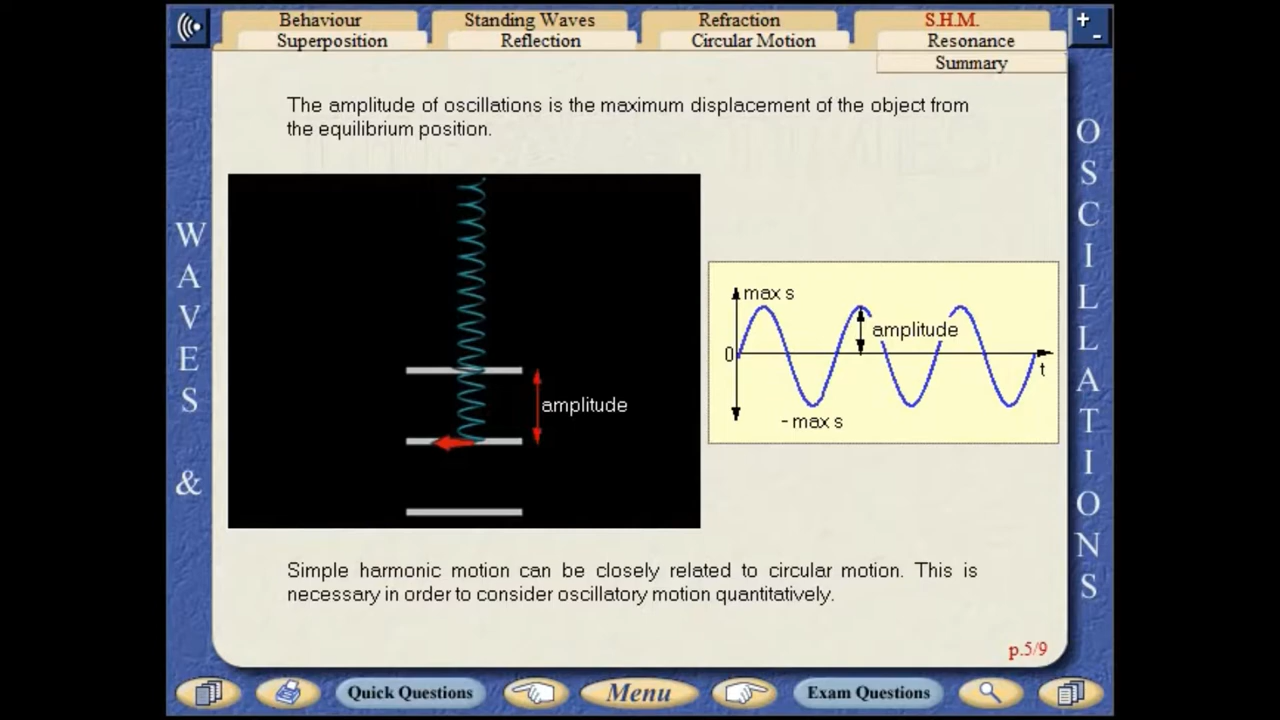 Behaviour
Standing Waves
Refraction
S.H.M.
+
-
Superposition
Reflection
Circular Motion
Resonance
Summary
The amplitude of oscillations is the maximum displacement of the object from
the equilibrium position.
WAVES &
OSCILLATIONS
amplitude
max s
amplitude
0
t
- max s
Simple harmonic motion can be closely related to circular motion. This is
necessary in order to consider oscillatory motion quantitatively.
p.5/9
Quick Questions
Menu
Exam Questions